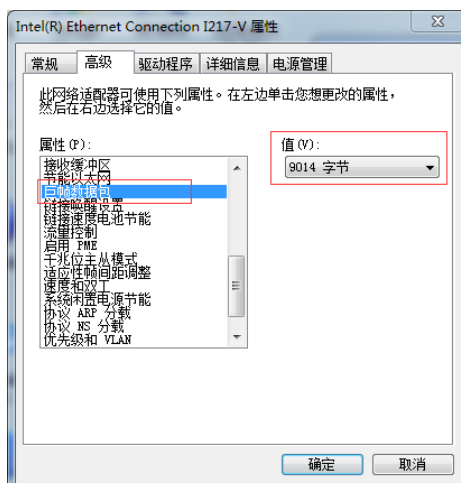 Intel(R) Ethernet Connection I217-V 属性
常规 高级 驱动程序 详细信息 电源管理
此网络适配器可使用下列属性。在左边单击您想更改的属性，
然后在右边选择它的值。
属性(P): 值(V):
接收缓冲区 9014 字节
节能以太网
巨帧数据包
链接唤醒设置
链接速度电池节能
流量控制
启用 PME
千兆位主从模式
适应性帧间距调整
速度和双工
系统闲置电源节能
协议 ARP 分载
协议 NS 分载
优先级和 VLAN
确定 取消